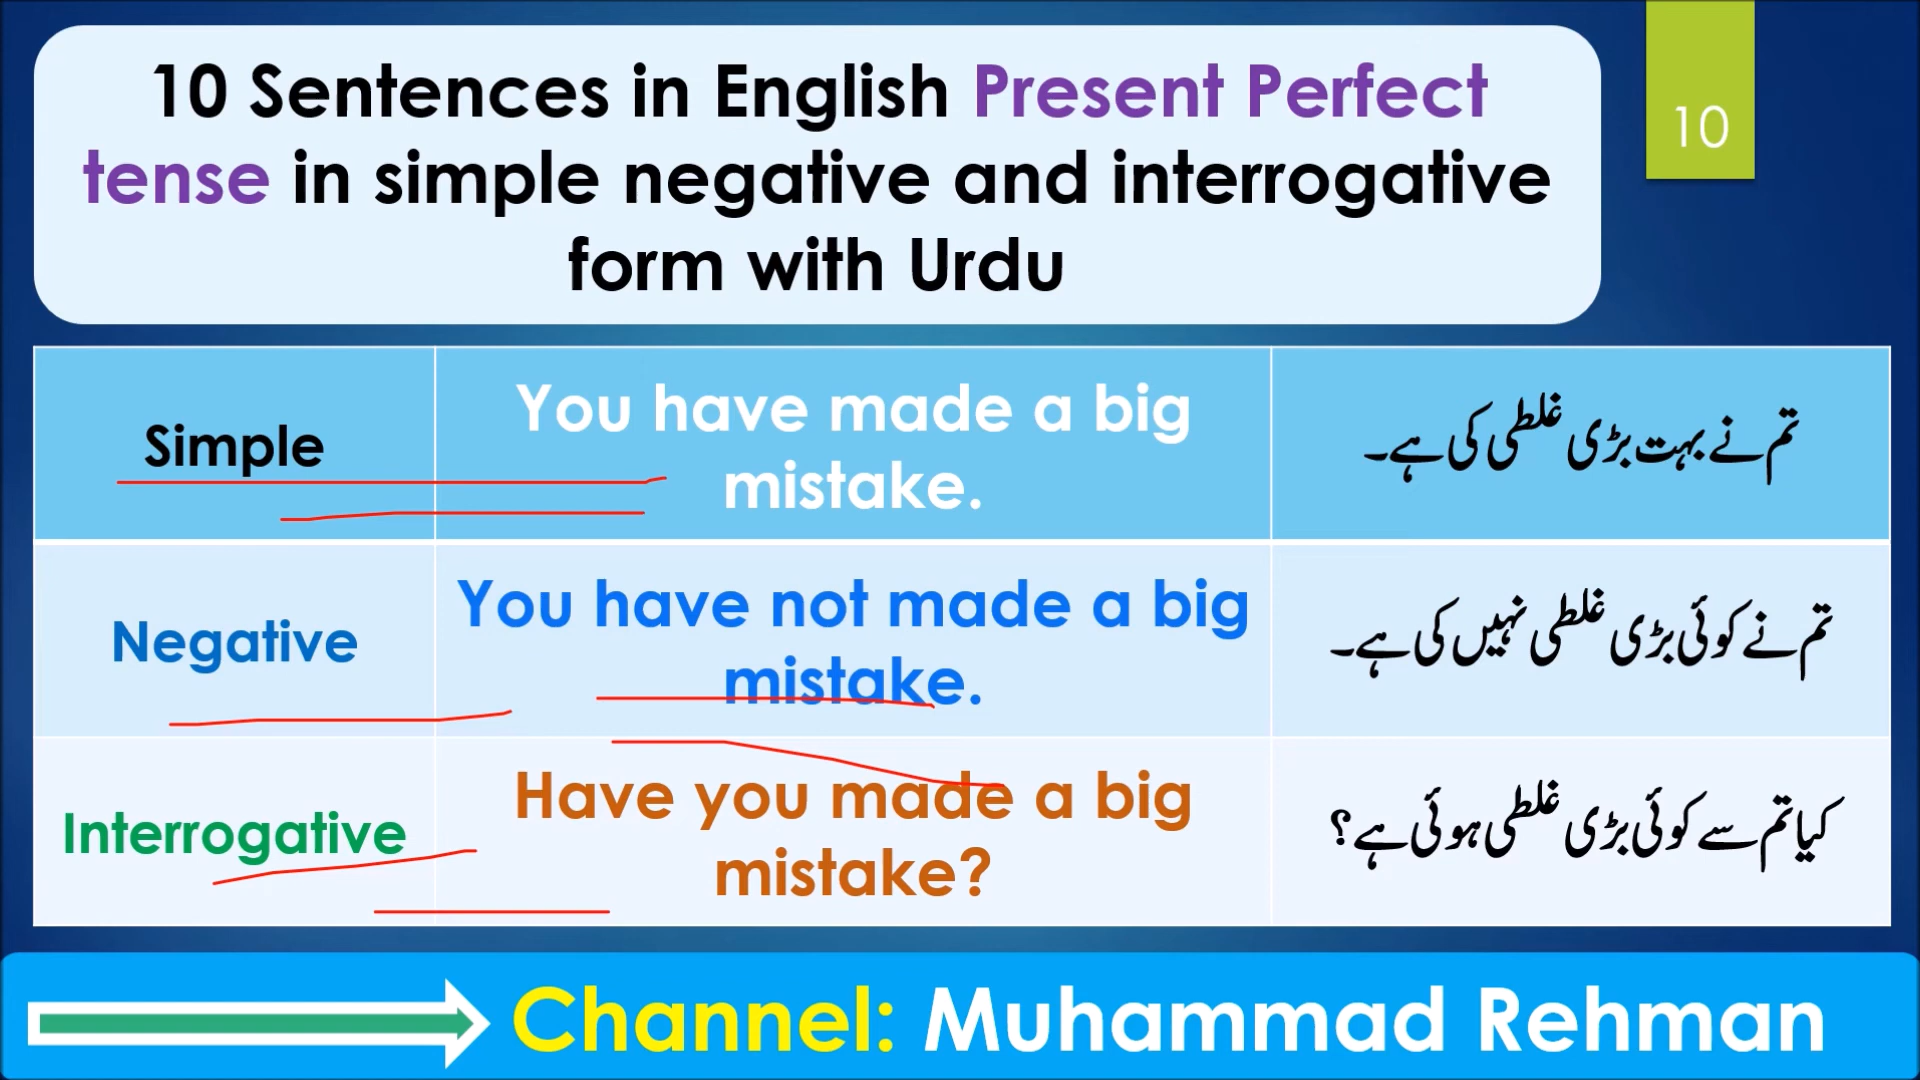 10 Sentences in English Present Perfect
tense in simple negative and interrogative
form with Urdu
10
Simple
You have made a big
mistake.
تم نے بہت بڑی غلطی کی ہے۔
Negative
You have not made a big
mistake.
تم نے کوئی بڑی غلطی نہیں کی ہے۔
Interrogative
Have you made a big
mistake?
کیا تم سے کوئی بڑی غلطی ہوئی ہے؟
Channel: Muhammad Rehman